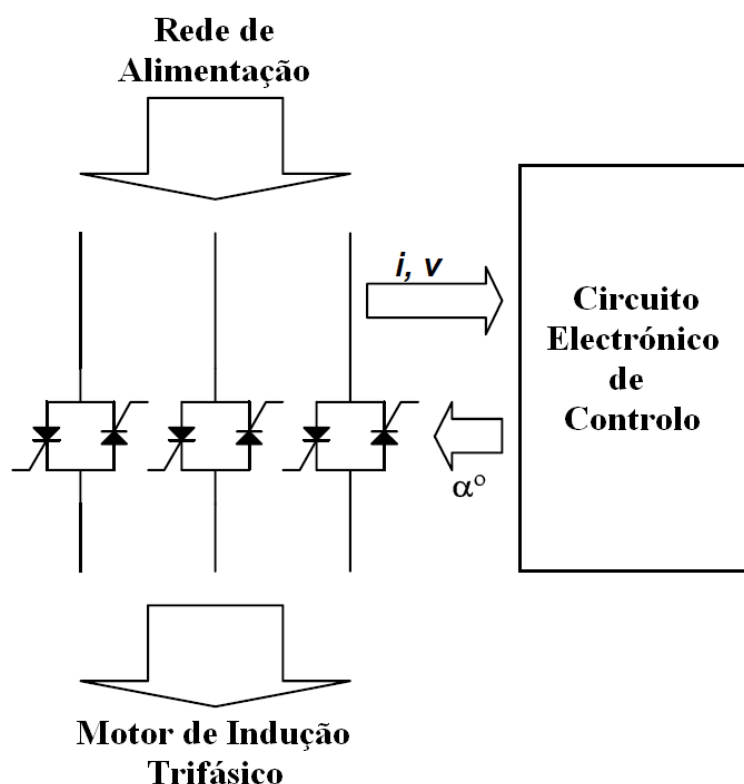 Rede de
Alimentação
i, v
Circuito
Electrónico
de
Controlo
α°
Motor de Indução
Trifásico